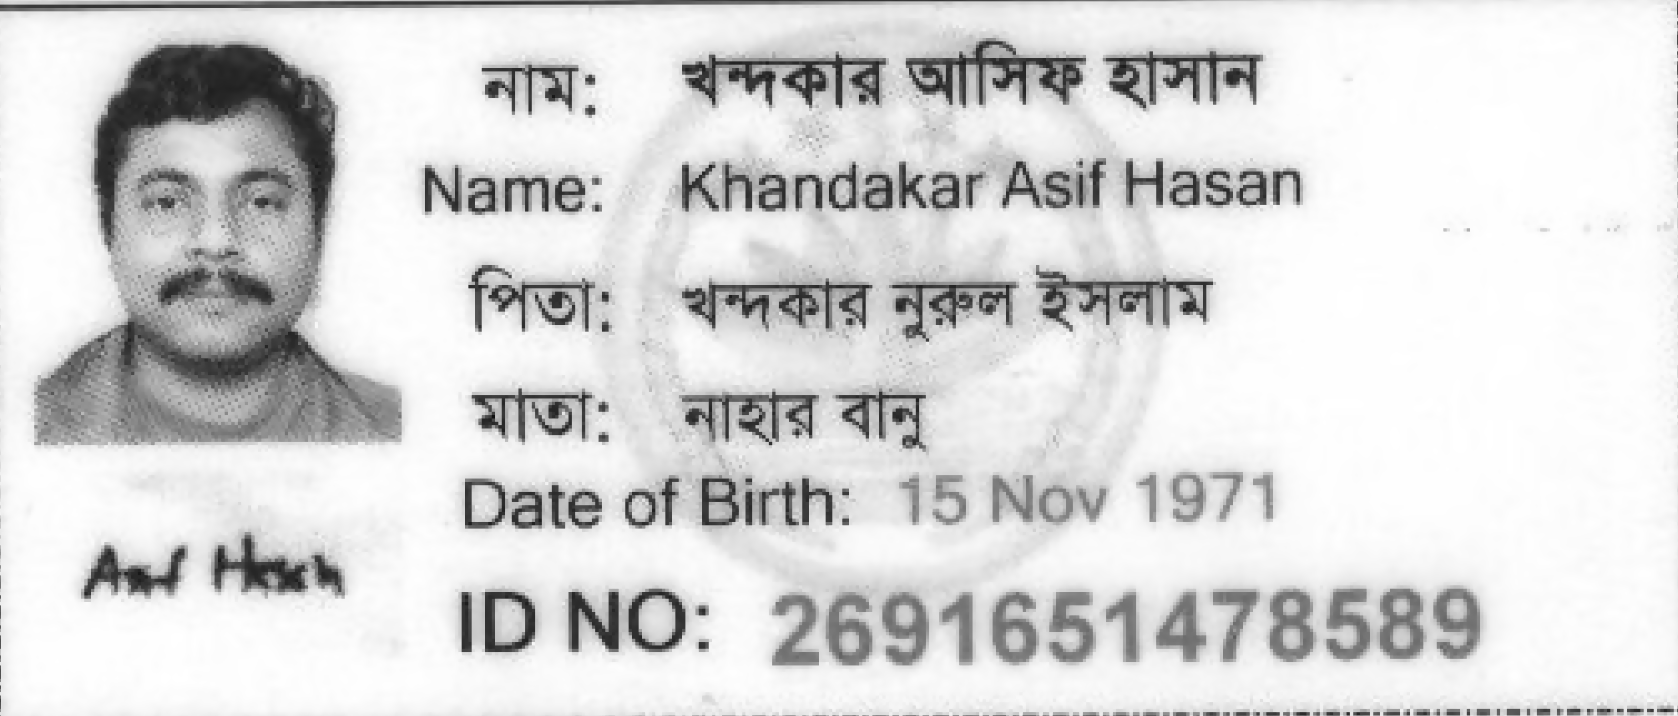 নাম: খন্দকার আসিফ হাসান
Name: Khandakar Asif Hasan
পিতা: খন্দকার নুরুল ইসলাম
মাতা: নাহার বানু
Date of Birth: 15 Nov 1971
Asif Hasan
ID NO: 2691651478589